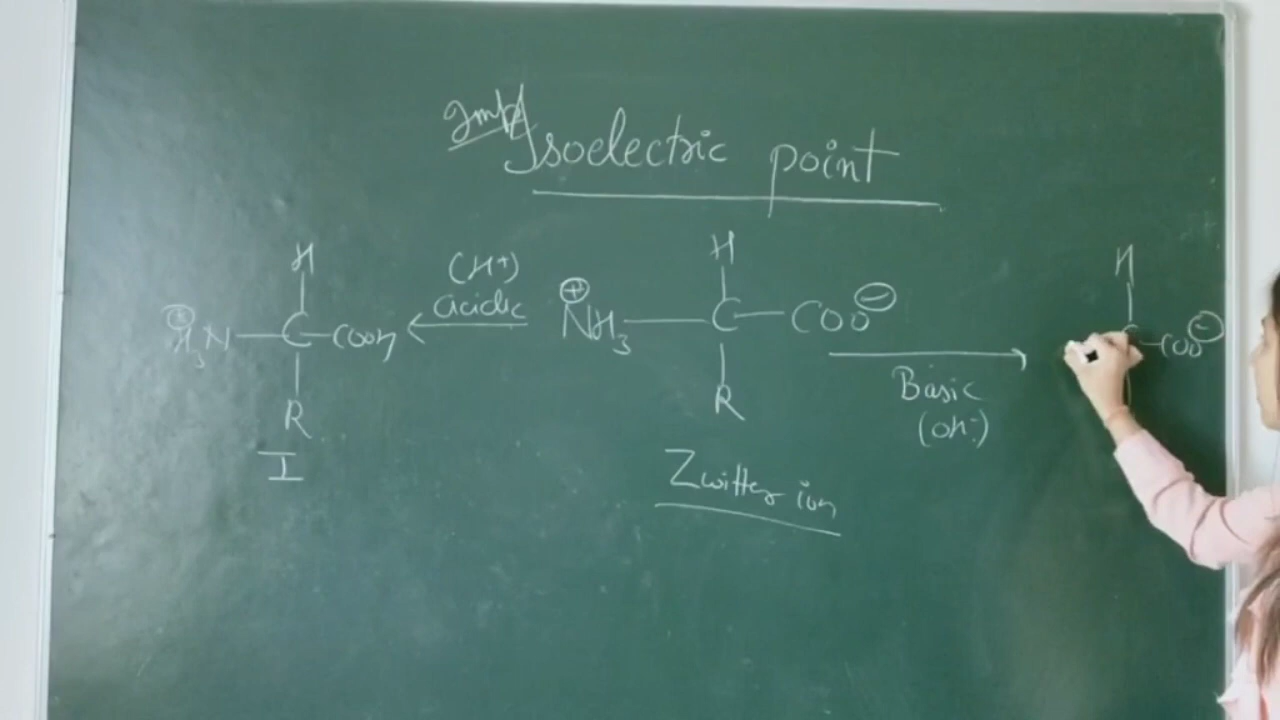 Imp
Isoelectric point
H H H
(H+)
⊕ acidic ⊕ ⊖ ⊖
H3N—C—COOH ← NH3—C—COO → C—COO
Basic
R R (OH-)
I Zwitter ion